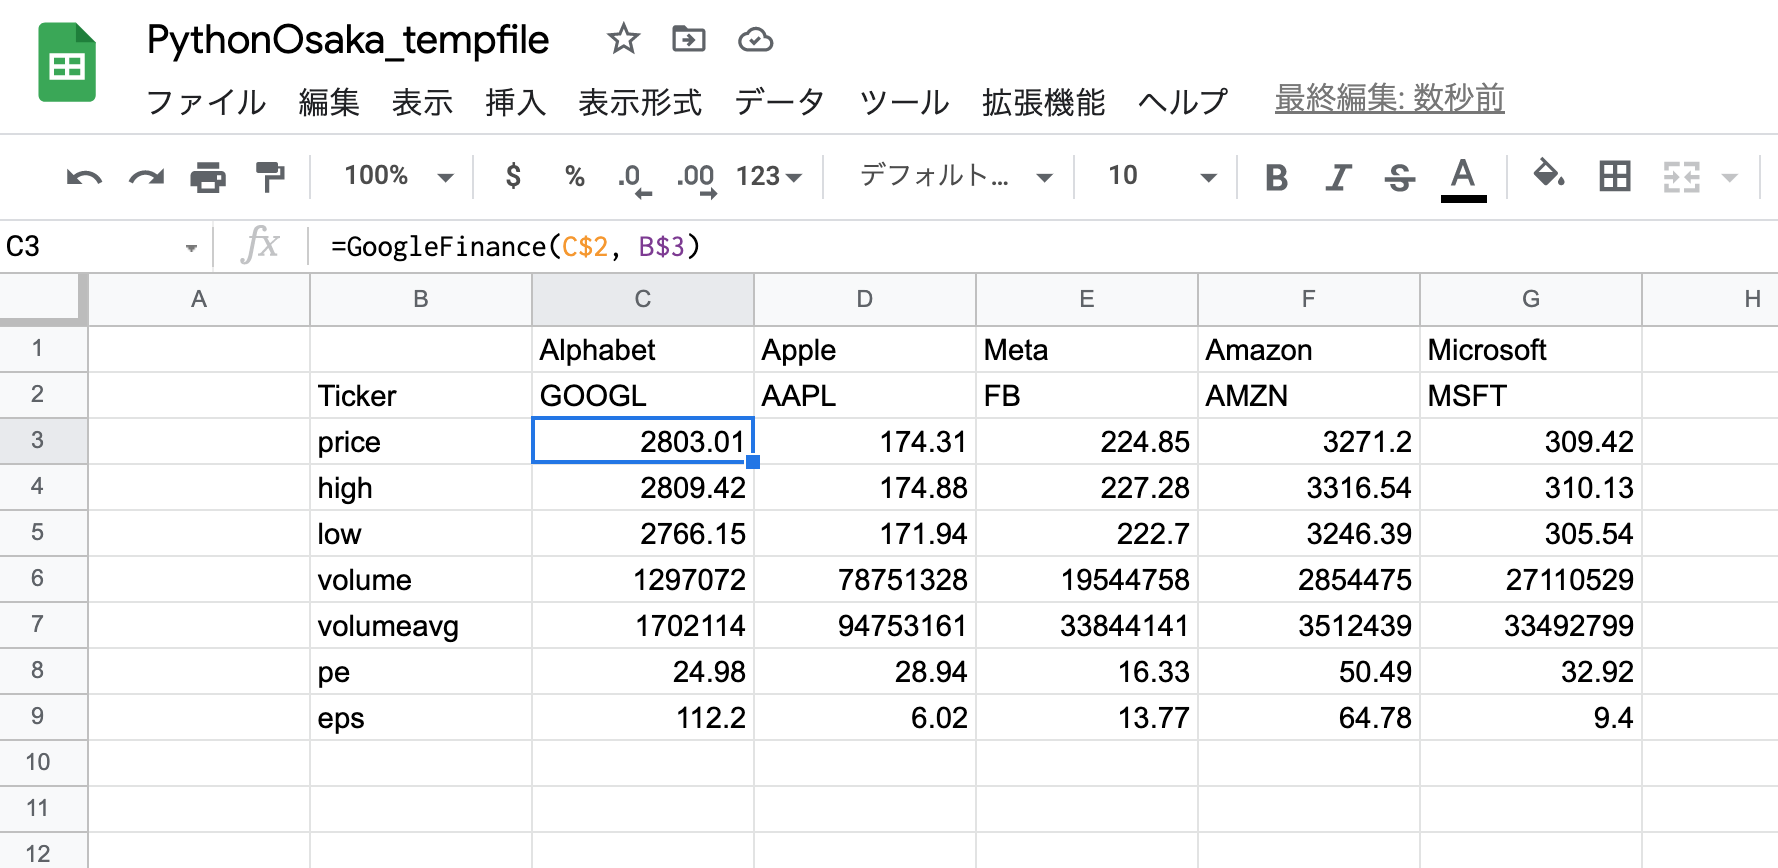 PythonOsaka_tempfile
ファイル 編集 表示 挿入 表示形式 データ ツール 拡張機能 ヘルプ 最終編集: 数秒前
100% $ % .0 .00 123 デフォルト... 10 B I S A
C3 fx =GoogleFinance(C$2, B$3)
A B C D E F G H
1 Alphabet Apple Meta Amazon Microsoft
2 Ticker GOOGL AAPL FB AMZN MSFT
3 price 2803.01 174.31 224.85 3271.2 309.42
4 high 2809.42 174.88 227.28 3316.54 310.13
5 low 2766.15 171.94 222.7 3246.39 305.54
6 volume 1297072 78751328 19544758 2854475 27110529
7 volumeavg 1702114 94753161 33844141 3512439 33492799
8 pe 24.98 28.94 16.33 50.49 32.92
9 eps 112.2 6.02 13.77 64.78 9.4
10
11
12